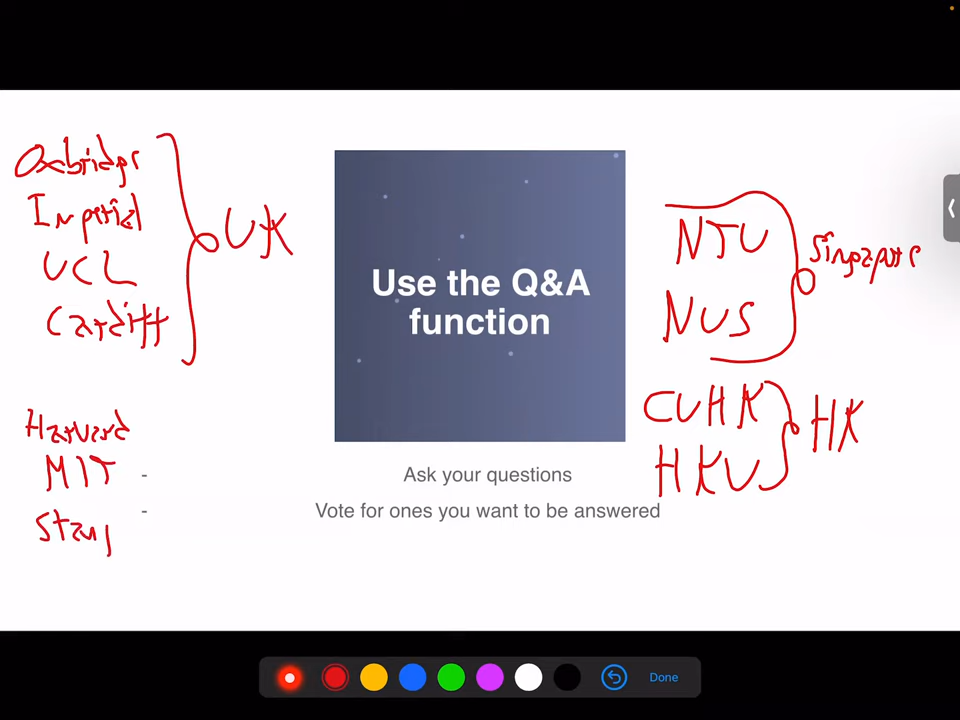 Oxbridge
Imperial
UCL
Cardiff
UK
Harvard
MIT
Use the Q&A
function
- Ask your questions
- Vote for ones you want to be answered
NTU
NUS
Singapore
CUHK
HKU
HK
Done